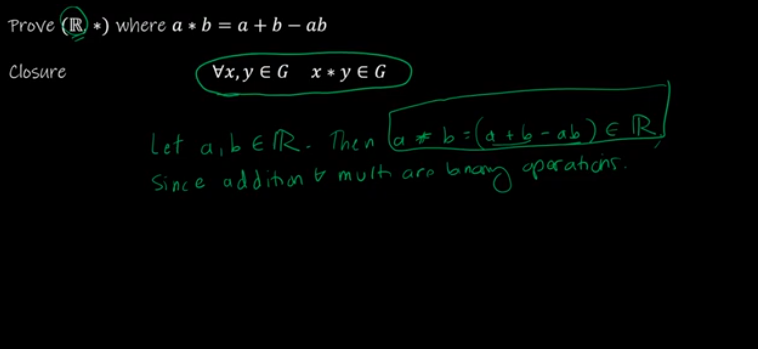 Prove (ℝ, *) where a * b = a + b − ab
Closure ∀x, y ∈ G x * y ∈ G
Let a, b ∈ ℝ. Then a * b = (a + b - ab) ∈ ℝ,
Since addition & mult are binary operations.